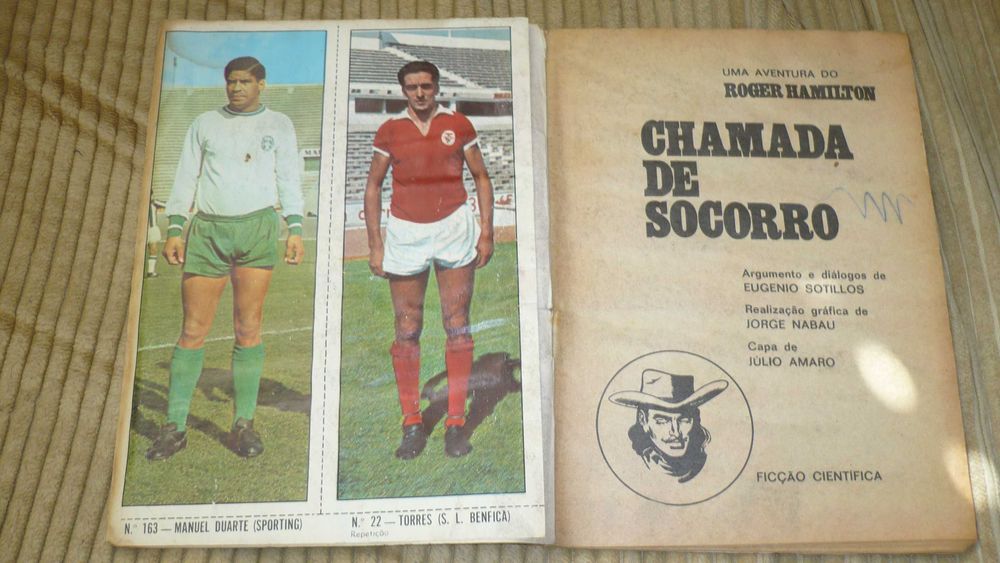 N.º 163 — MANUEL DUARTE (SPORTING)
N.º 22 — TORRES (S. L. BENFICA)
Repetição
UMA AVENTURA DO
ROGER HAMILTON
CHAMADA
DE
SOCORRO
Argumento e diálogos de
EUGENIO SOTILLOS
Realização gráfica de
JORGE NABAU
Capa de
JÚLIO AMARO
FICÇÃO CIENTÍFICA